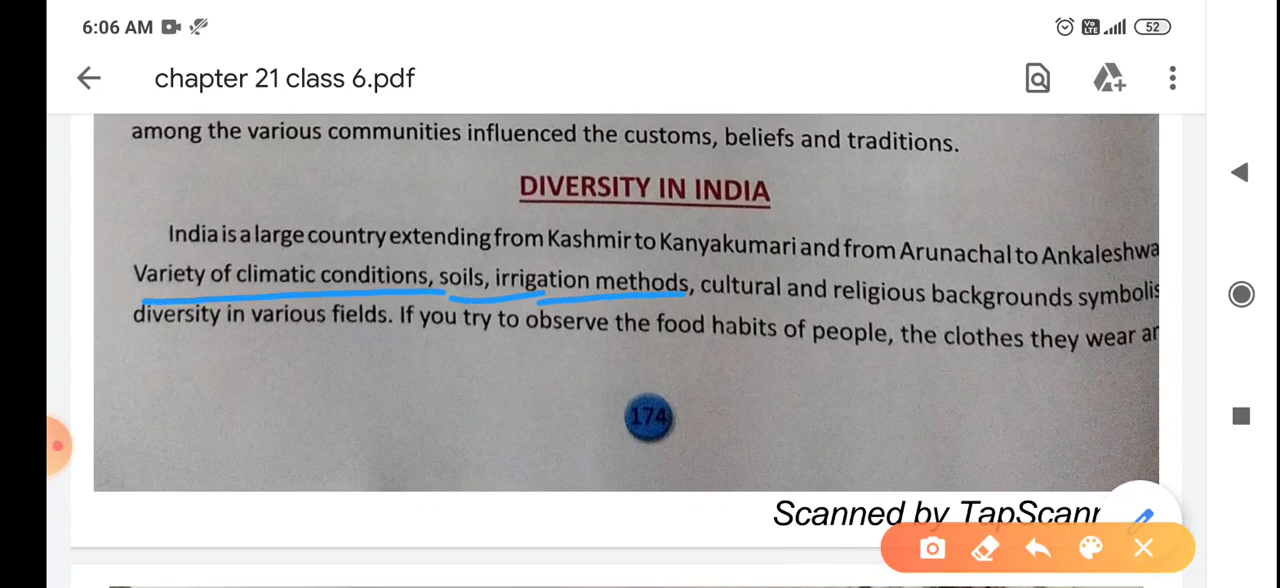 6:06 AM
Vo LTE 52
chapter 21 class 6.pdf
among the various communities influenced the customs, beliefs and traditions.
DIVERSITY IN INDIA
India is a large country extending from Kashmir to Kanyakumari and from Arunachal to Ankaleshwa
Variety of climatic conditions, soils, irrigation methods, cultural and religious backgrounds symbolis
diversity in various fields. If you try to observe the food habits of people, the clothes they wear ar
174
Scanned by TapScanr